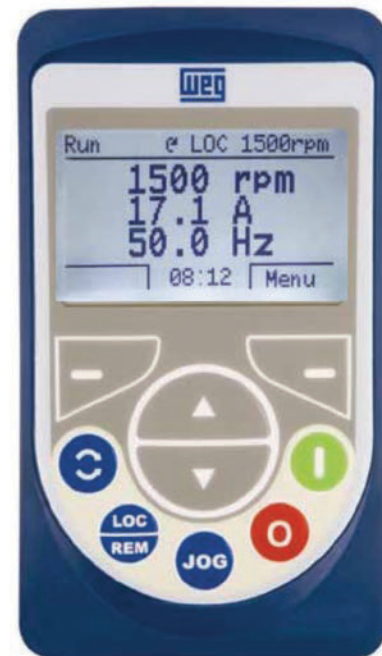 weg
Run LOC 1500rpm
1500 rpm
17.1 A
50.0 Hz
08:12 Menu
LOC
REM
JOG
O